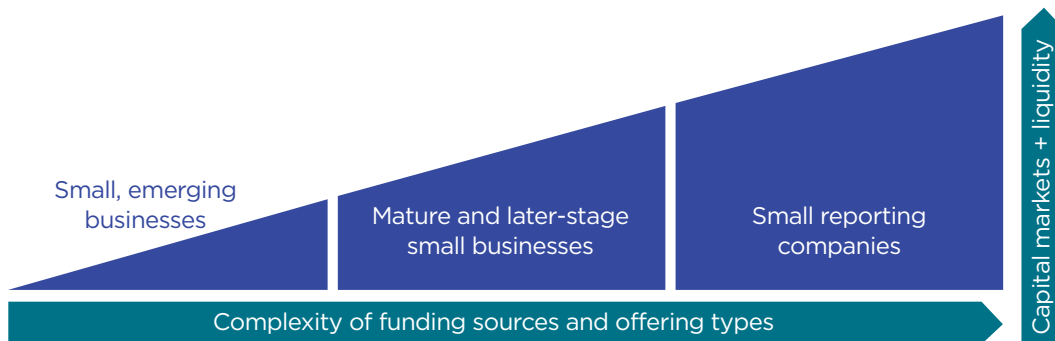 Small, emerging
businesses
Mature and later-stage
small businesses
Small reporting
companies
Complexity of funding sources and offering types
Capital markets + liquidity